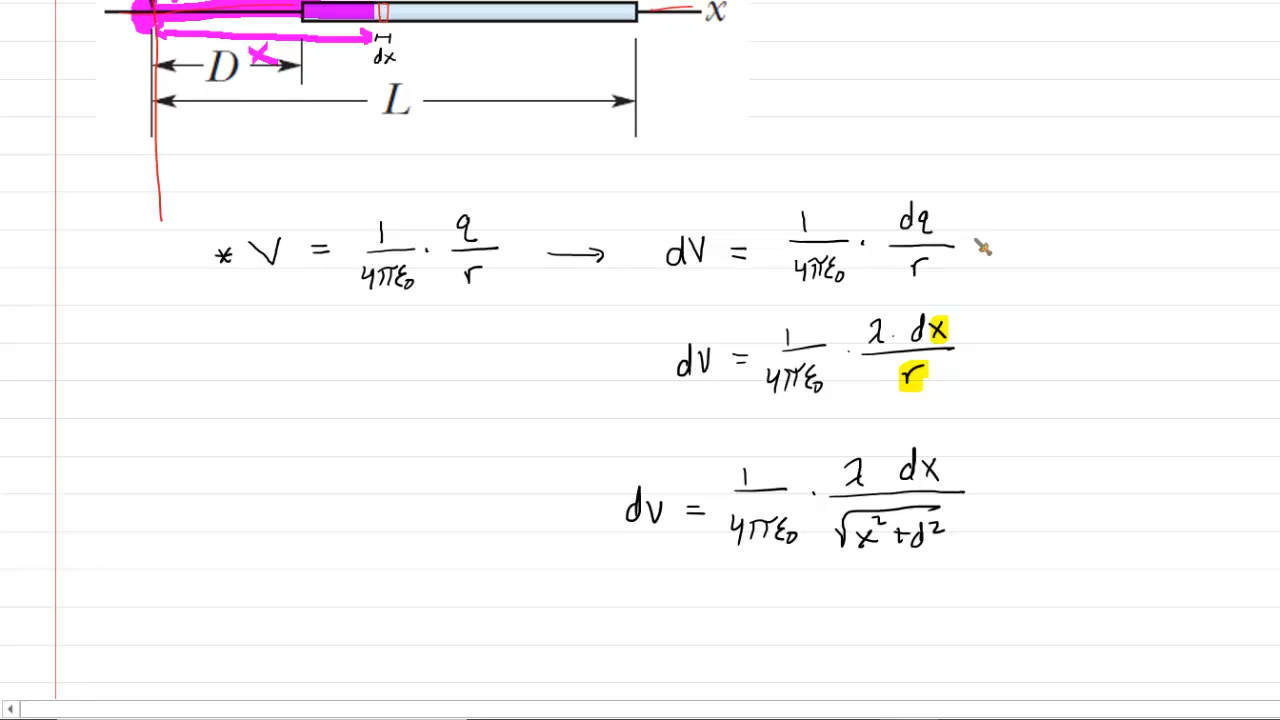 x
x
dx
D
L
* V = 1/4πε₀ · q/r → dV = 1/4πε₀ · dq/r
dV = 1/4πε₀ · λ · dx/r
dv = 1/4πε₀ · λ dx/√x² + d²